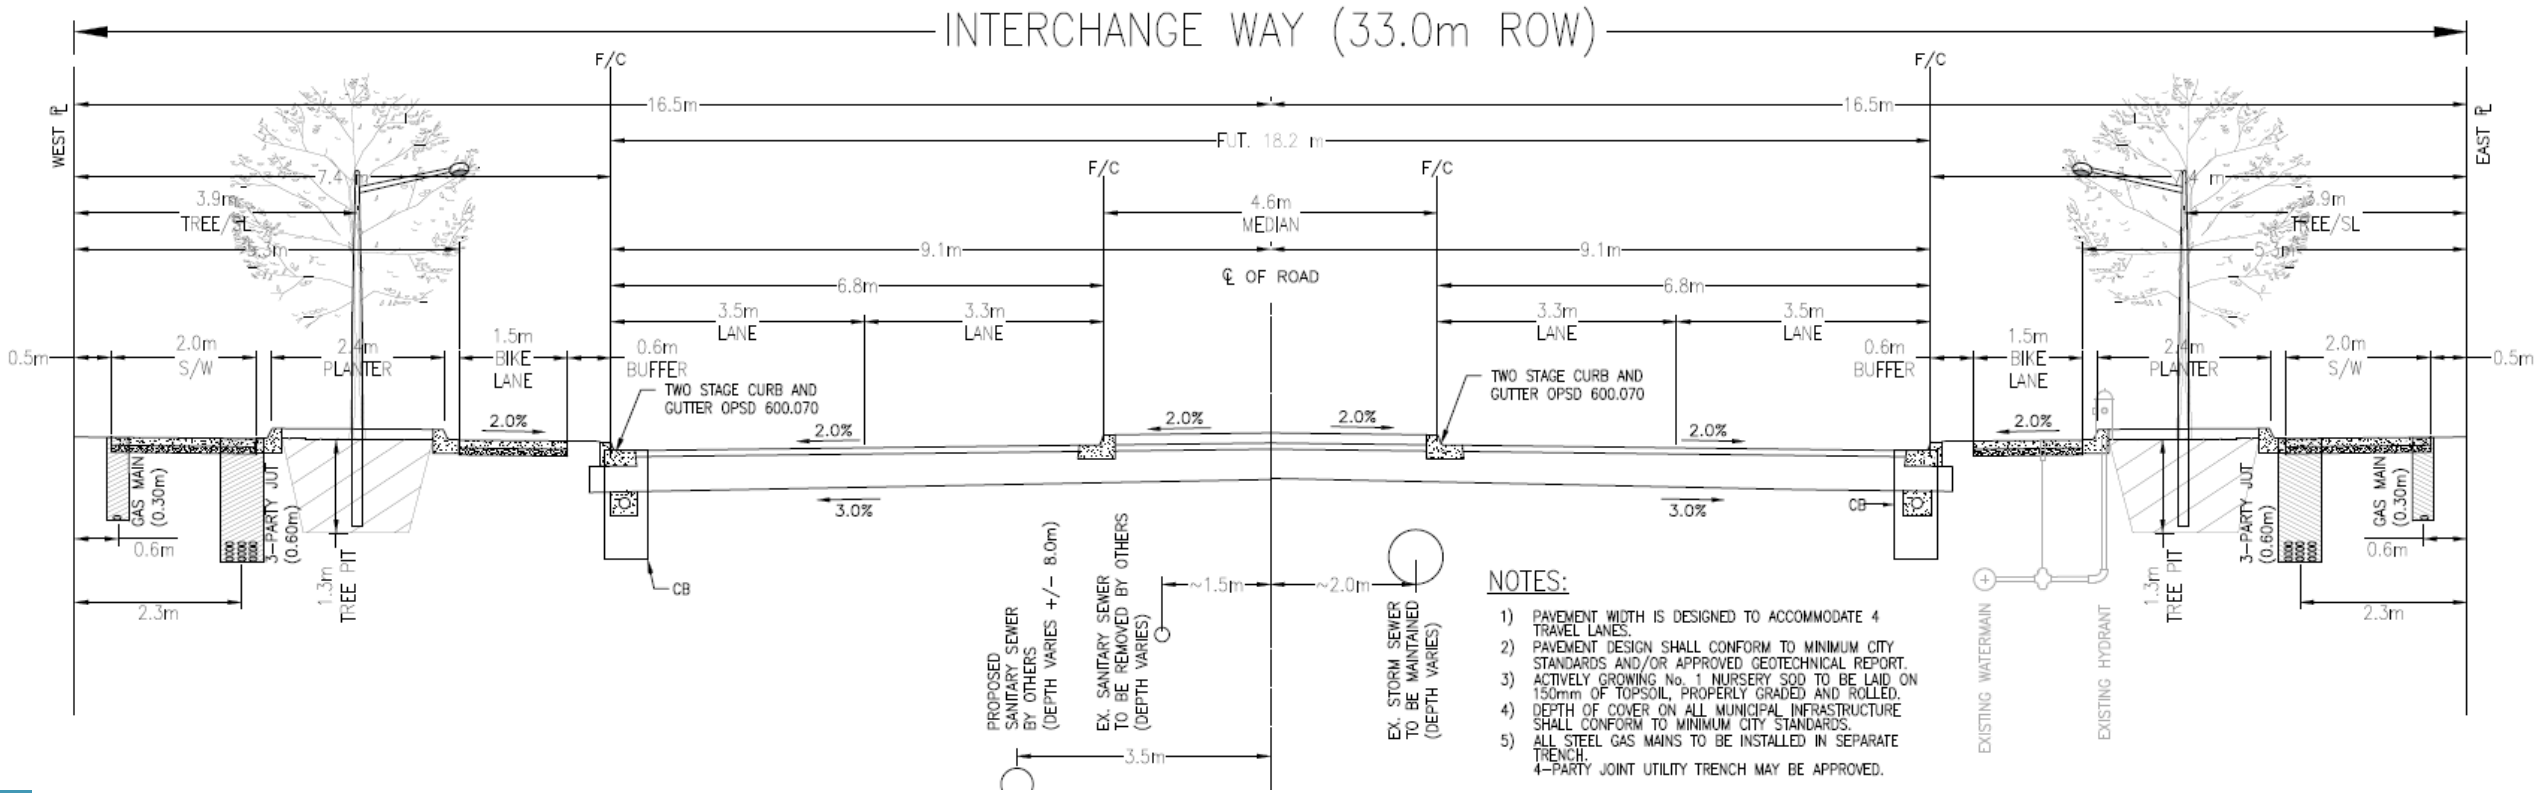 INTERCHANGE WAY (33.0m ROW)
F/C
F/C
WEST PL
16.5m
16.5m
EAST PL
FUT. 18.2 m
F/C
F/C
7.4
m
3.9m
TREE/SL
4.6m
MEDIAN
3.9m
TREE/SL
9.1m
9.1m
℄ OF ROAD
6.8m
6.8m
3.5m
LANE
3.3m
LANE
3.3m
LANE
3.5m
LANE
0.5m
2.0m
S/W
2.4m
PLANTER
1.5m
BIKE
LANE
0.6m
BUFFER
0.6m
BUFFER
1.5m
BIKE
LANE
2.4m
PLANTER
2.0m
S/W
0.5m
TWO STAGE CURB AND
GUTTER OPSD 600.070
TWO STAGE CURB AND
GUTTER OPSD 600.070
2.0%
2.0%
2.0%
2.0%
2.0%
2.0%
3.0%
3.0%
GAS MAIN
(0.30m)
3-PARTY JUT
(0.60m)
0.6m
2.3m
1.3m
TREE PIT
CB
CB
3-PARTY JUT
(0.60m)
GAS MAIN
(0.30m)
0.6m
2.3m
1.3m
TREE PIT
PROPOSED
SANITARY SEWER
BY OTHERS
(DEPTH VARIES +/- 8.0m)
EX. SANITARY SEWER
TO BE REMOVED BY OTHERS
(DEPTH VARIES)
~1.5m
~2.0m
3.5m
EX. STORM SEWER
TO BE MAINTAINED
(DEPTH VARIES)
EXISTING WATERMAIN
EXISTING HYDRANT
NOTES:
1) PAVEMENT WIDTH IS DESIGNED TO ACCOMMODATE 4
TRAVEL LANES.
2) PAVEMENT DESIGN SHALL CONFORM TO MINIMUM CITY
STANDARDS AND/OR APPROVED GEOTECHNICAL REPORT.
3) ACTIVELY GROWING No. 1 NURSERY SOD TO BE LAID ON
150mm OF TOPSOIL, PROPERLY GRADED AND ROLLED.
4) DEPTH OF COVER ON ALL MUNICIPAL INFRASTRUCTURE
SHALL CONFORM TO MINIMUM CITY STANDARDS.
5) ALL STEEL GAS MAINS TO BE INSTALLED IN SEPARATE
TRENCH.
4-PARTY JOINT UTILITY TRENCH MAY BE APPROVED.